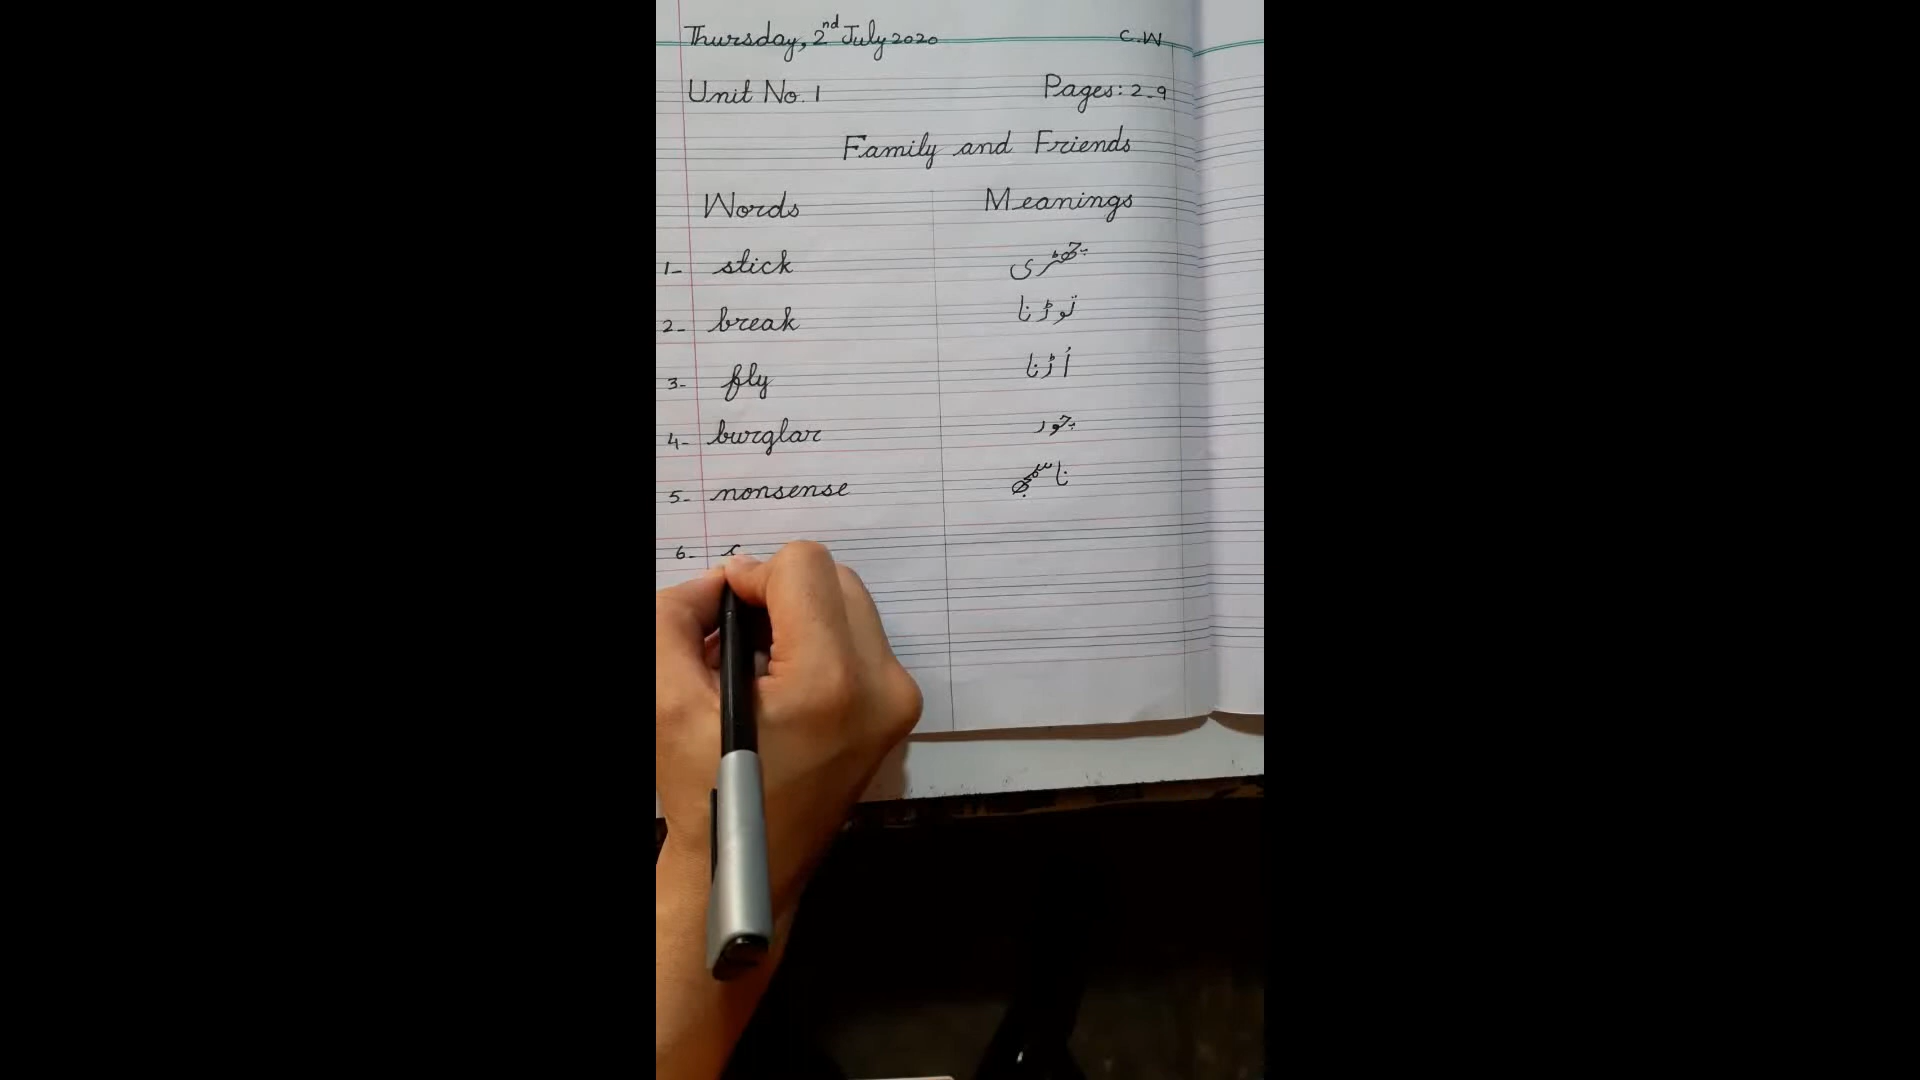 Thursday, 2nd July 2020 C.W
Unit No. 1 Pages: 2-9
Family and Friends
Words Meanings
1- stick چھڑی
2- break توڑنا
3- fly اُڑنا
4- burglar چور
5- nonsense ناسمجھ
6-